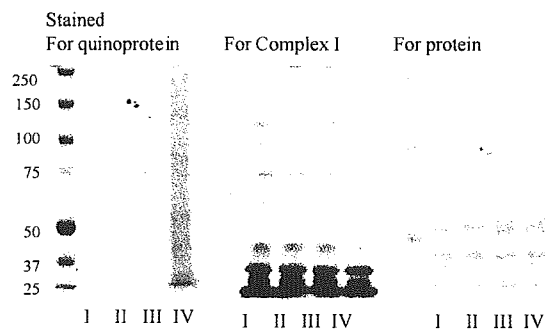 Stained
For quinoprotein For Complex I For protein
250
150
100
75
50
37
25
I II III IV I II III IV I II III IV